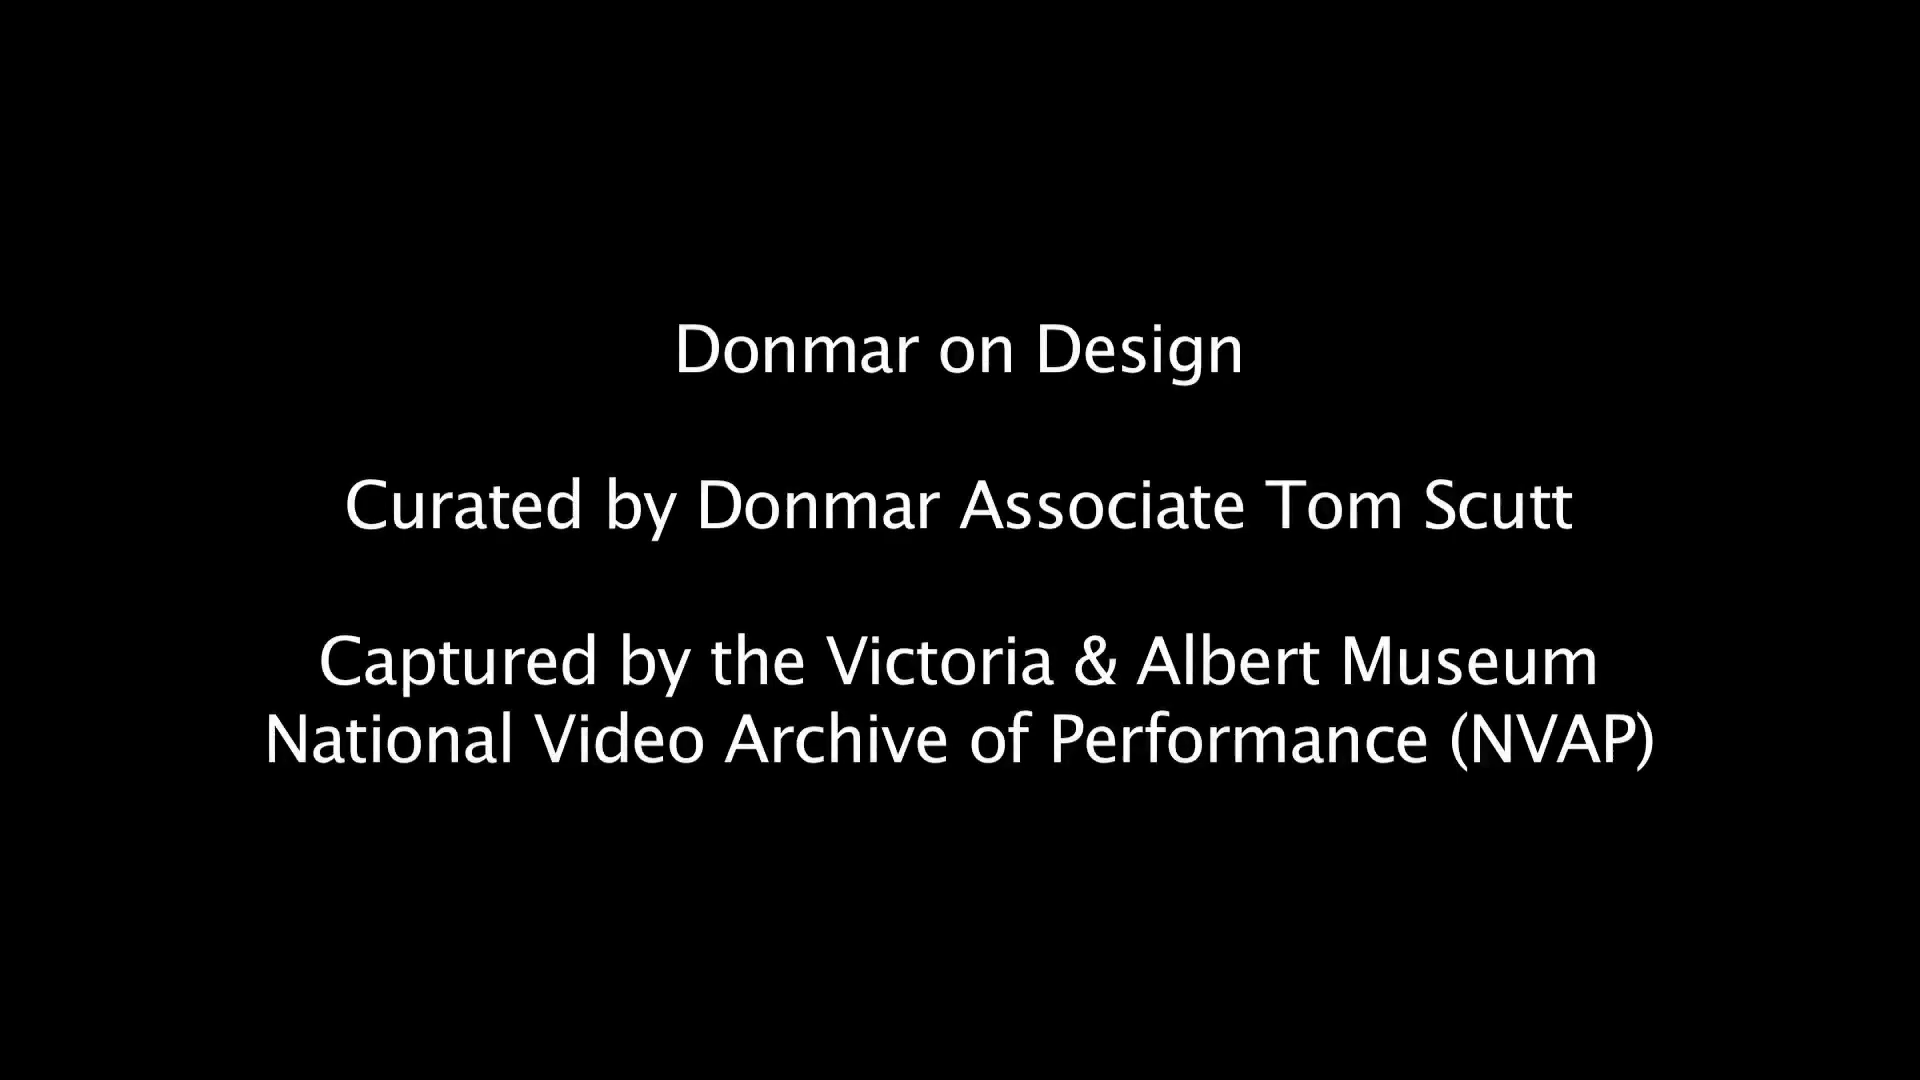 Donmar on Design
Curated by Donmar Associate Tom Scutt
Captured by the Victoria & Albert Museum
National Video Archive of Performance (NVAP)